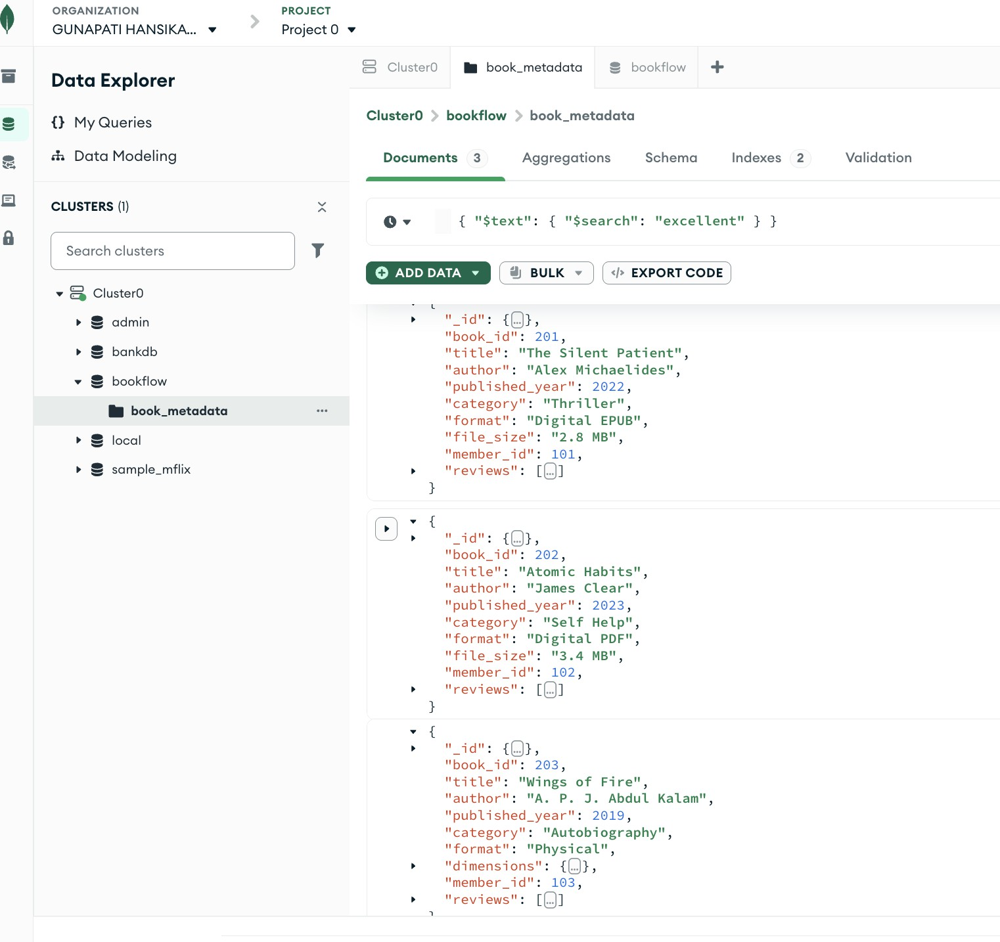 ORGANIZATION
GUNAPATI HANSIKA...
PROJECT
Project 0
Data Explorer
My Queries
Data Modeling
CLUSTERS (1)
Search clusters
Cluster0
admin
bankdb
bookflow
book_metadata
local
sample_mflix
Cluster0
book_metadata
bookflow
Cluster0 > bookflow > book_metadata
Documents 3
Aggregations
Schema
Indexes 2
Validation
{ "$text": { "$search": "excellent" } }
ADD DATA
BULK
</> EXPORT CODE
{
"_id": {…},
"book_id": 201,
"title": "The Silent Patient",
"author": "Alex Michaelides",
"published_year": 2022,
"category": "Thriller",
"format": "Digital EPUB",
"file_size": "2.8 MB",
"member_id": 101,
"reviews": […]
}
{
"_id": {…},
"book_id": 202,
"title": "Atomic Habits",
"author": "James Clear",
"published_year": 2023,
"category": "Self Help",
"format": "Digital PDF",
"file_size": "3.4 MB",
"member_id": 102,
"reviews": […]
}
{
"_id": {…},
"book_id": 203,
"title": "Wings of Fire",
"author": "A. P. J. Abdul Kalam",
"published_year": 2019,
"category": "Autobiography",
"format": "Physical",
"dimensions": {…},
"member_id": 103,
"reviews": […]
}